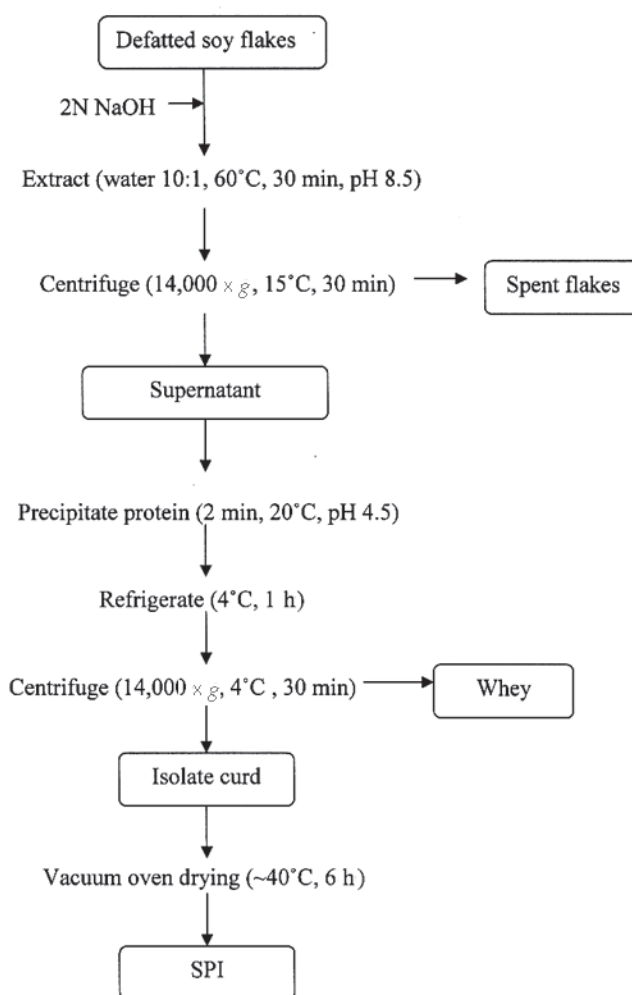 Defatted soy flakes
2N NaOH
Extract (water 10:1, 60˚C, 30 min, pH 8.5)
Centrifuge (14,000 × g, 15˚C, 30 min)
Spent flakes
Supernatant
Precipitate protein (2 min, 20˚C, pH 4.5)
Refrigerate (4˚C, 1 h)
Centrifuge (14,000 × g, 4˚C , 30 min)
Whey
Isolate curd
Vacuum oven drying (~40˚C, 6 h)
SPI